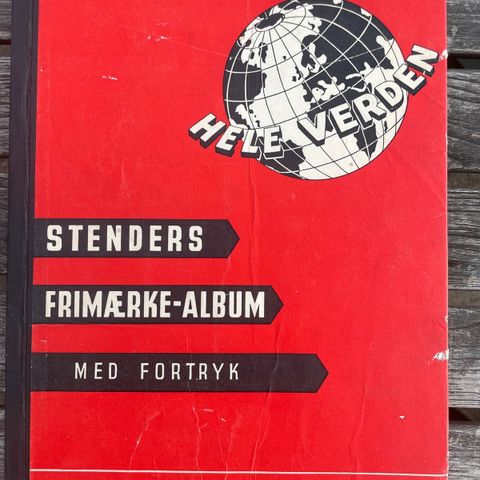 HELE VERDEN
STENDERS
FRIMÆRKE-ALBUM
MED FORTRYK